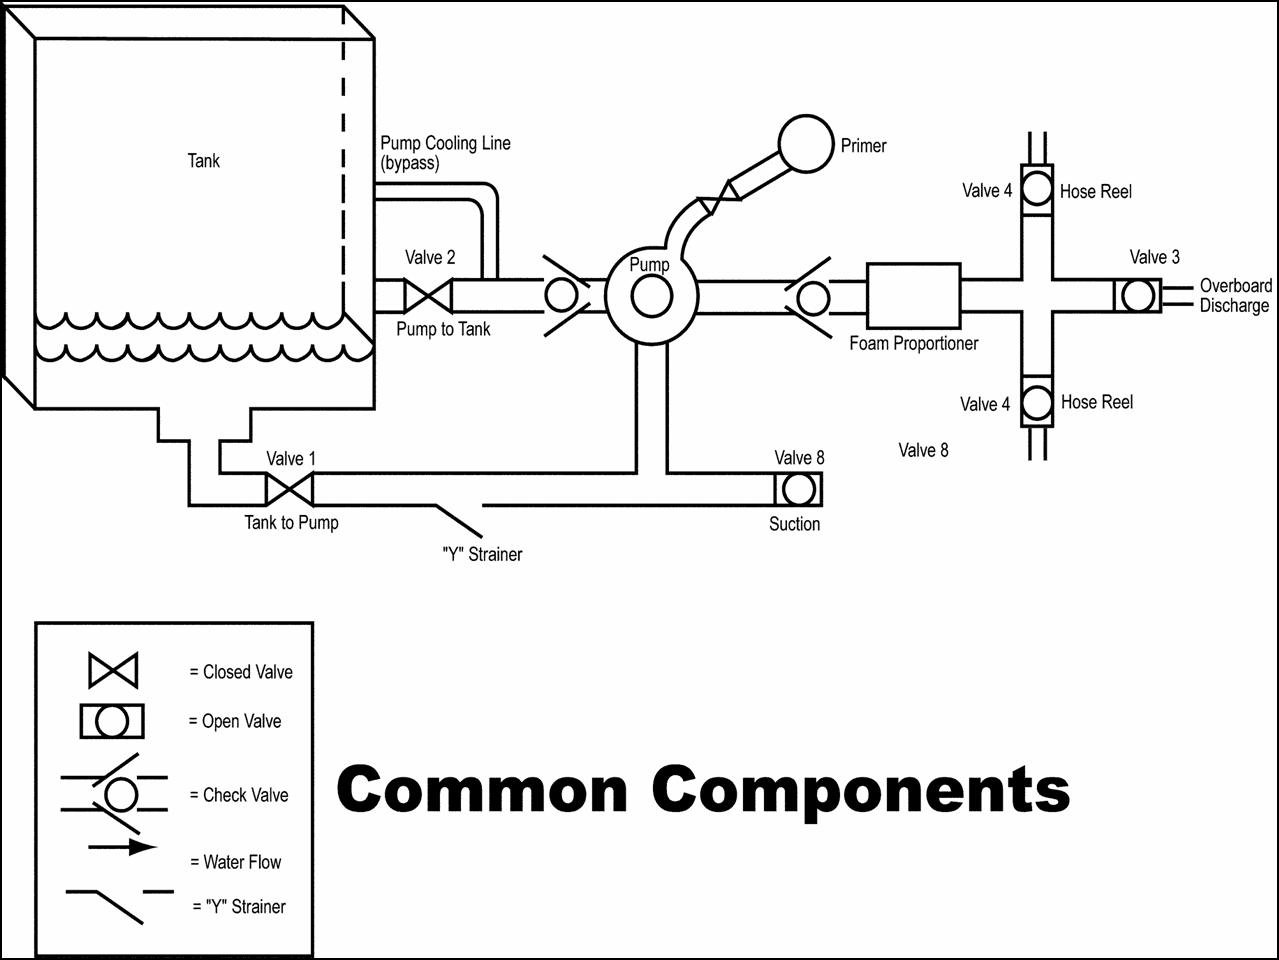 Tank
Pump Cooling Line
(bypass)
Primer
Valve 4
Hose Reel
Valve 2
Pump
Valve 3
Overboard
Discharge
Pump to Tank
Foam Proportioner
Valve 4
Hose Reel
Valve 8
Valve 1
Valve 8
Tank to Pump
Suction
"Y" Strainer
= Closed Valve
= Open Valve
= Check Valve
= Water Flow
= "Y" Strainer
Common Components